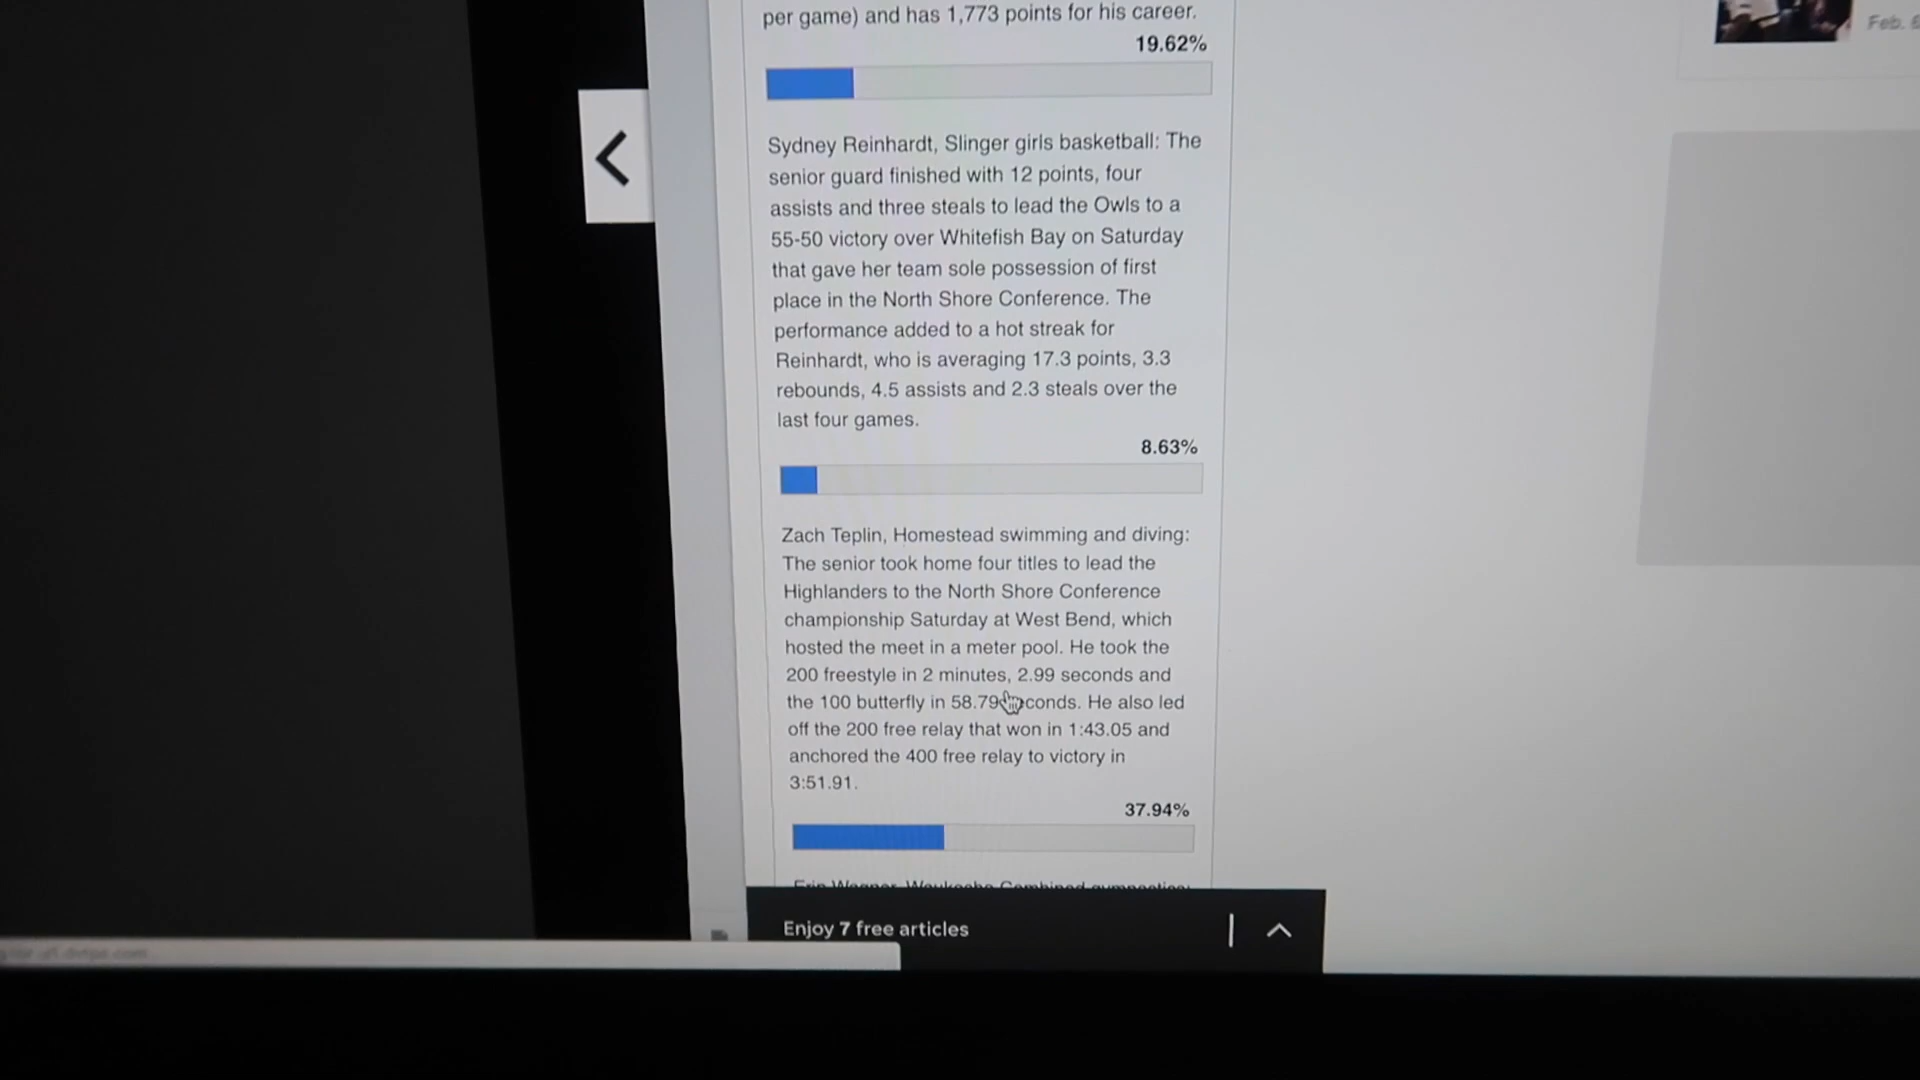 per game) and has 1,773 points for his career.
19.62%
Feb.
Sydney Reinhardt, Slinger girls basketball: The
senior guard finished with 12 points, four
assists and three steals to lead the Owls to a
55-50 victory over Whitefish Bay on Saturday
that gave her team sole possession of first
place in the North Shore Conference. The
performance added to a hot streak for
Reinhardt, who is averaging 17.3 points, 3.3
rebounds, 4.5 assists and 2.3 steals over the
last four games.
8.63%
Zach Teplin, Homestead swimming and diving:
The senior took home four titles to lead the
Highlanders to the North Shore Conference
championship Saturday at West Bend, which
hosted the meet in a meter pool. He took the
200 freestyle in 2 minutes, 2.99 seconds and
the 100 butterfly in 58.79 conds. He also led
off the 200 free relay that won in 1:43.05 and
anchored the 400 free relay to victory in
3:51.91.
37.94%
Enjoy 7 free articles